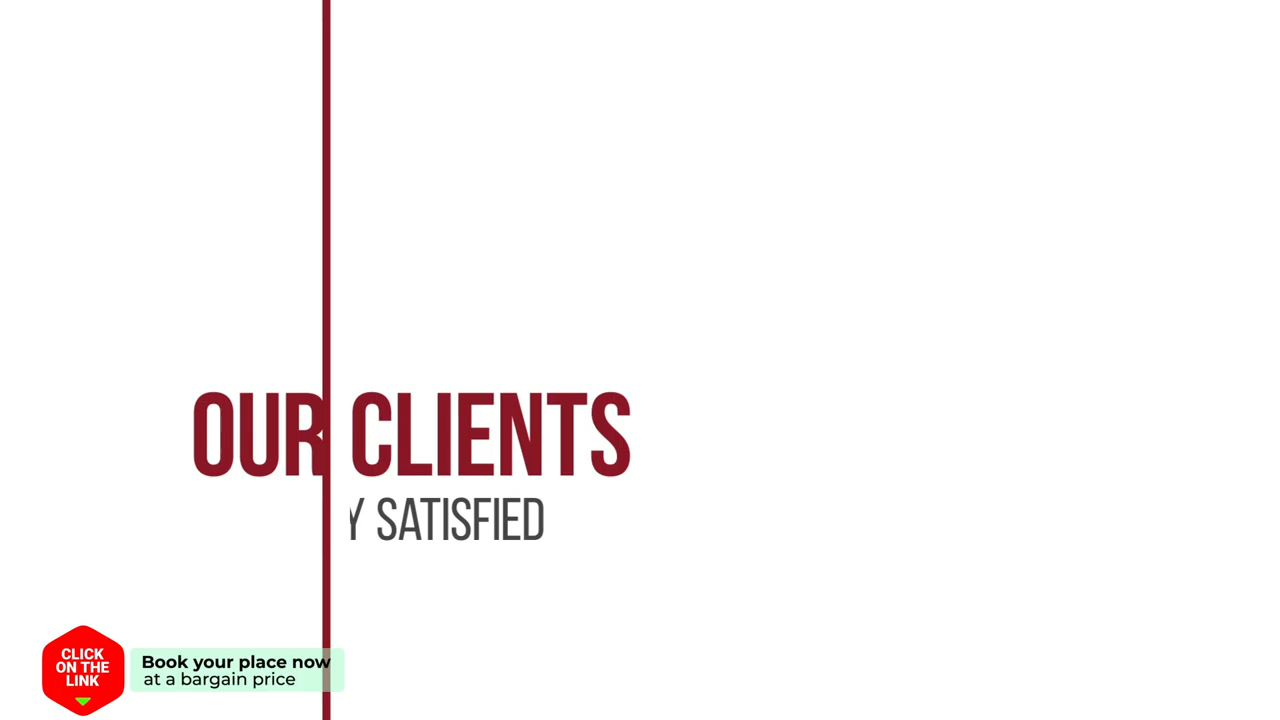 OUR CLIENTS
Y SATISFIED
CLICK
ON THE
LINK
Book your place now
at a bargain price